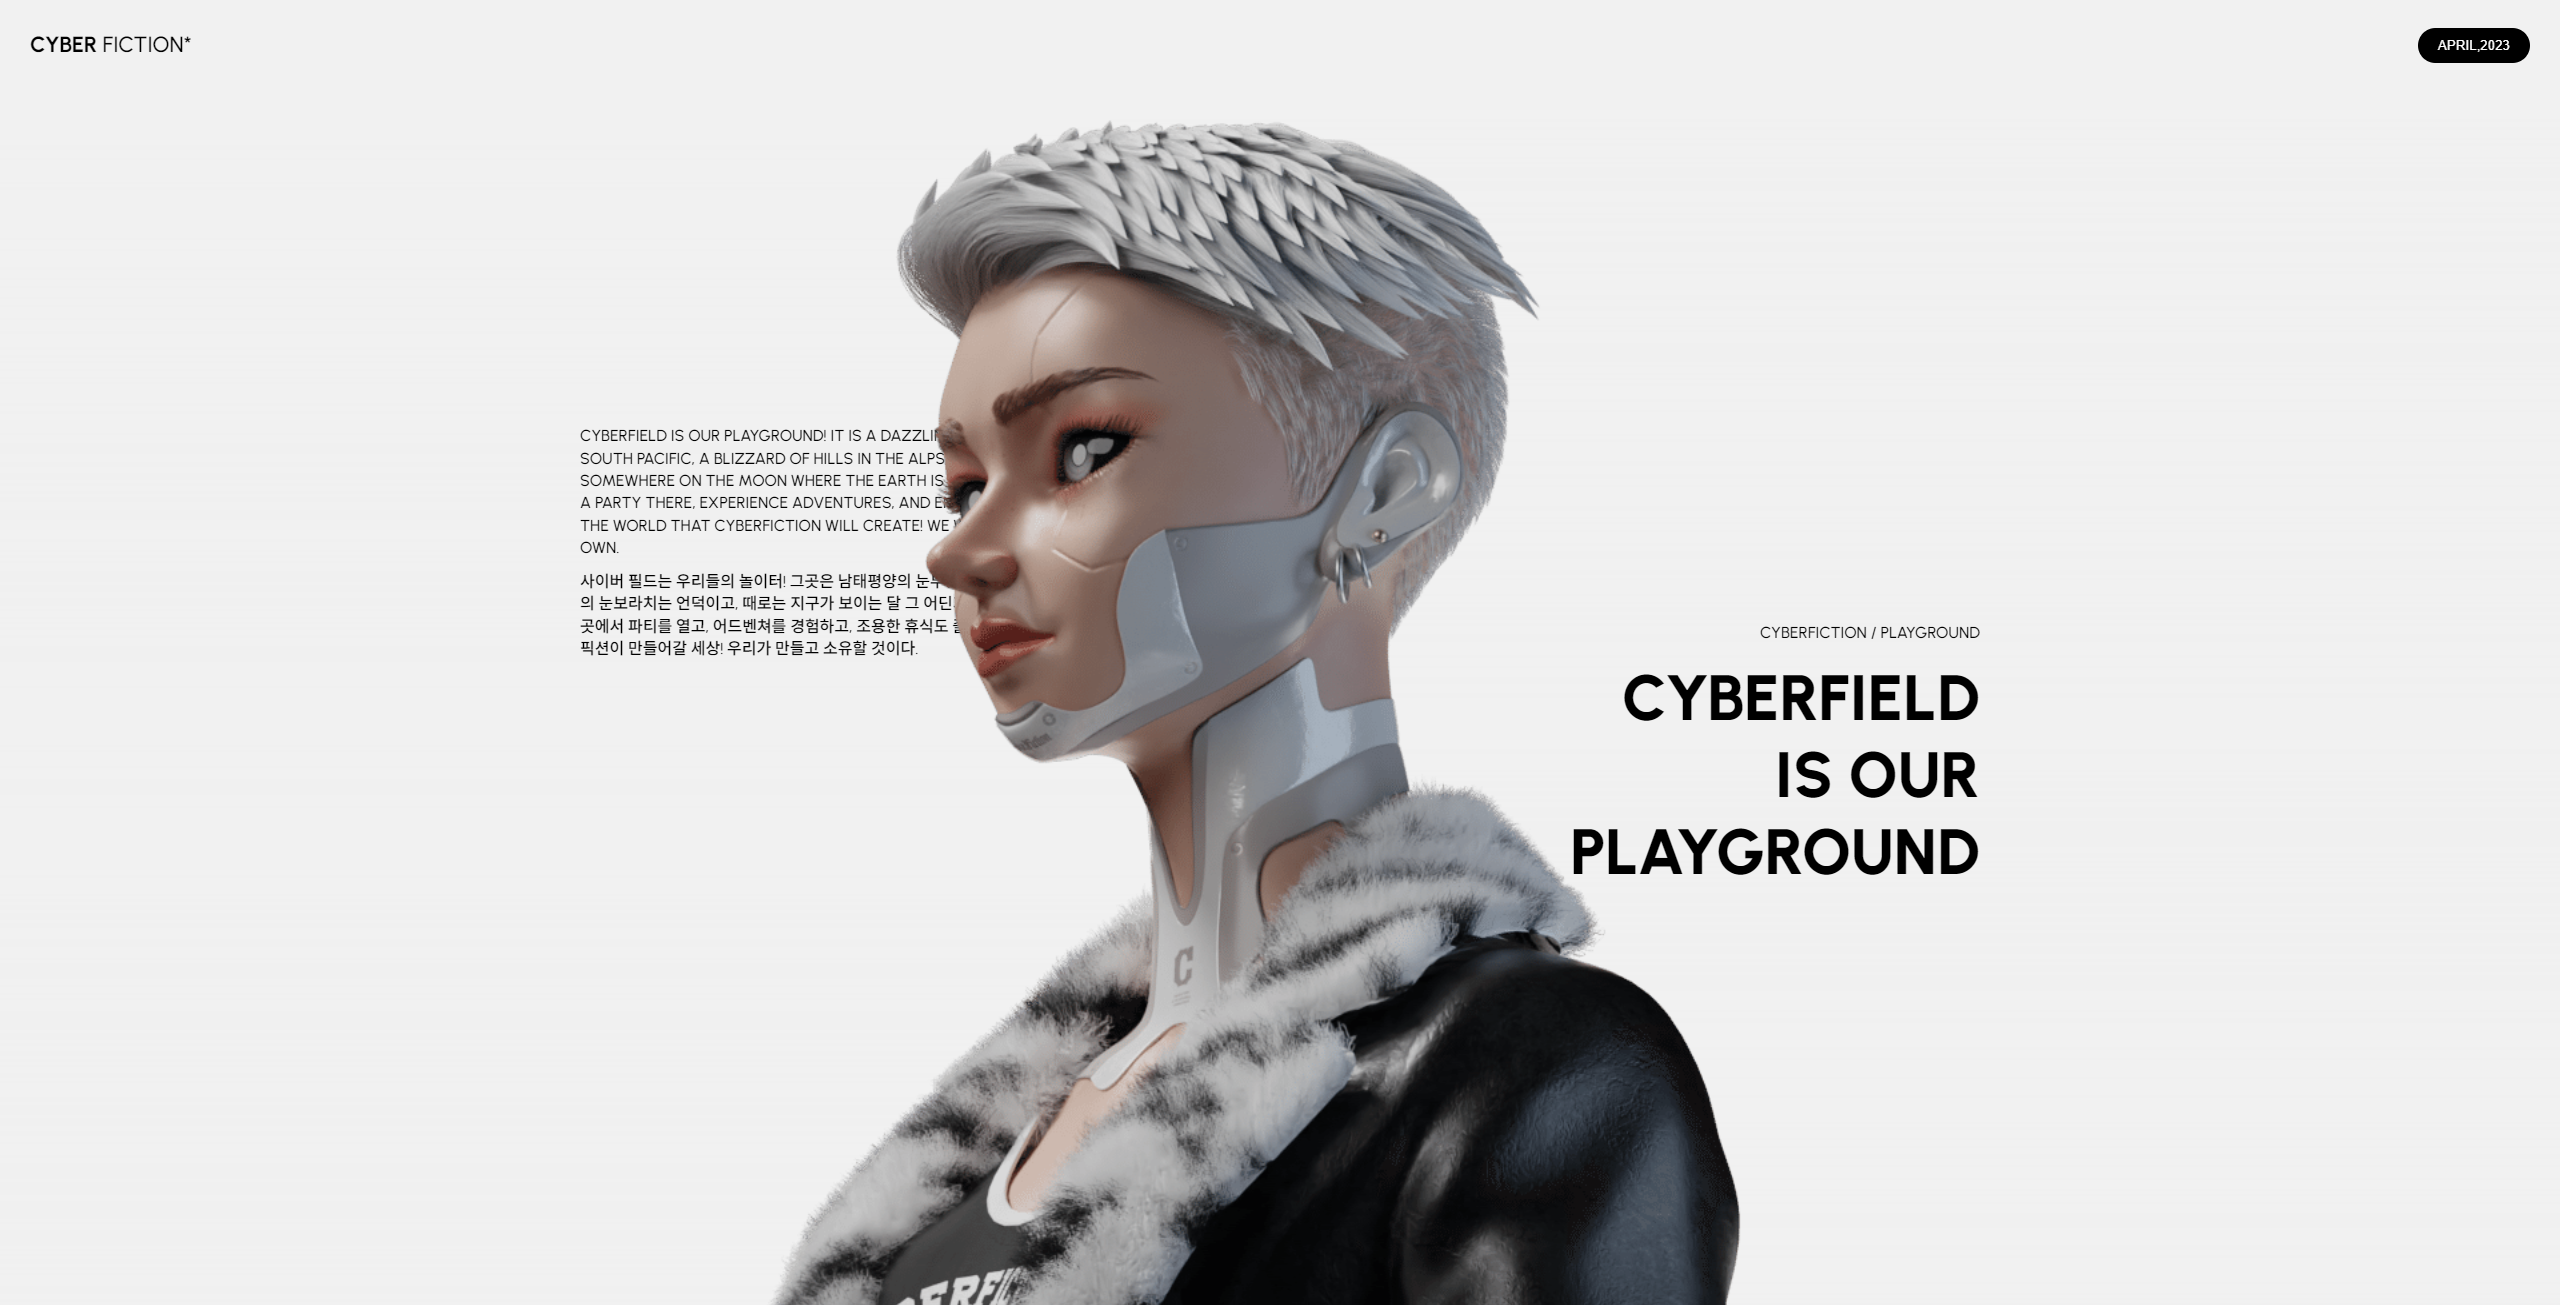 CYBER FICTION*
APRIL,2023
CYBERFIELD IS OUR PLAYGROUND! IT IS A
SOUTH PACIFIC, A BLIZZARD OF HILLS IN THE ALPS
SOMEWHERE ON THE MOON WHERE THE EARTH IS
A PARTY THERE, EXPERIENCE ADVENTURES, AND
THE WORLD THAT CYBERFICTION WILL CREATE! WE
OWN.
사이버 필드는 우리들의 놀이터! 그곳은 남태평양의
의 눈보라치는 언덕이고, 때로는 지구가 보이는 달 그
곳에서 파티를 열고, 어드벤쳐를 경험하고, 조용한 휴식도
픽션이 만들어갈 세상! 우리가 만들고 소유할 것이다.
CYBERFICTION / PLAYGROUND
CYBERFIELD
IS OUR
PLAYGROUND
C